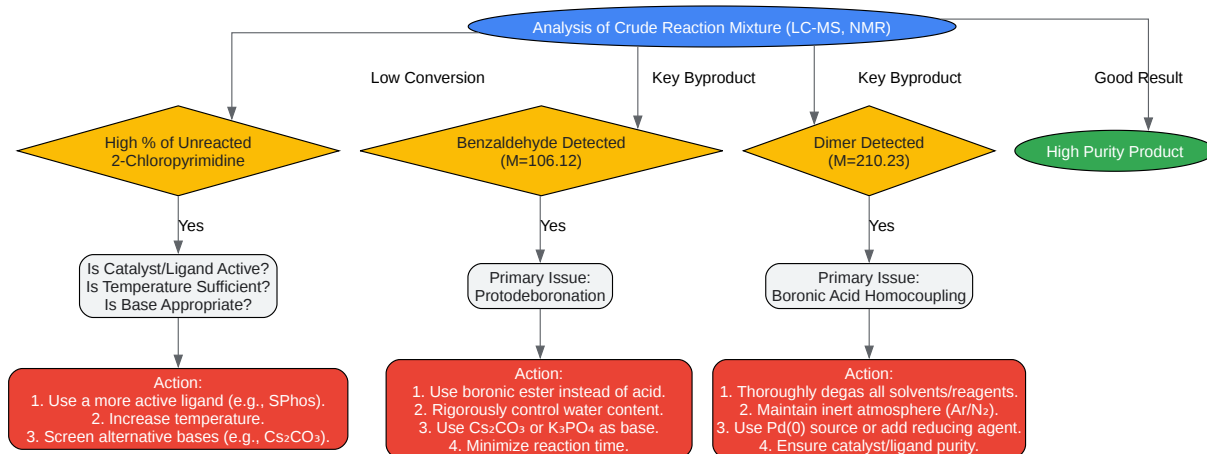 Analysis of Crude Reaction Mixture (LC-MS, NMR)
Low Conversion
Key Byproduct
Key Byproduct
Good Result
High % of Unreacted
2-Chloropyrimidine
Benzaldehyde Detected
(M=106.12)
Dimer Detected
(M=210.23)
High Purity Product
Yes
Yes
Yes
Is Catalyst/Ligand Active?
Is Temperature Sufficient?
Is Base Appropriate?
Primary Issue:
Protodeboronation
Primary Issue:
Boronic Acid Homocoupling
Action:
1. Use a more active ligand (e.g., SPhos).
2. Increase temperature.
3. Screen alternative bases (e.g., Cs₂CO₃).
Action:
1. Use boronic ester instead of acid.
2. Rigorously control water content.
3. Use Cs₂CO₃ or K₃PO₄ as base.
4. Minimize reaction time.
Action:
1. Thoroughly degas all solvents/reagents.
2. Maintain inert atmosphere (Ar/N₂).
3. Use Pd(0) source or add reducing agent.
4. Ensure catalyst/ligand purity.